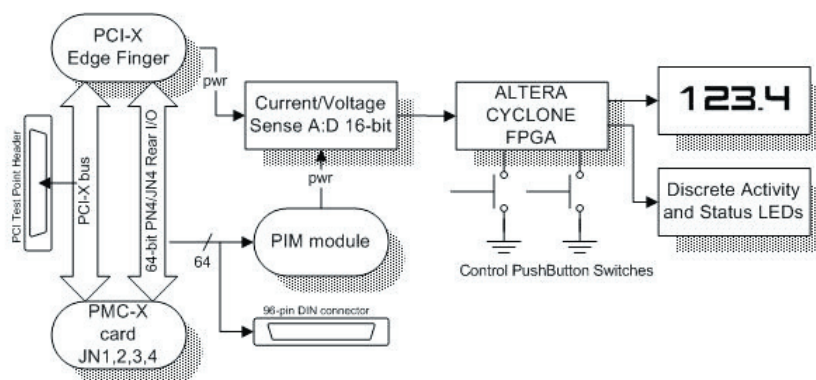 PCI-X
Edge Finger
pwr
Current/Voltage
Sense A:D 16-bit
ALTERA
CYCLONE
FPGA
123.4
PCI Test Point Header
PCI-X bus
64-bit PN4/JN4 Rear I/O
pwr
Discrete Activity
and Status LEDs
64
PIM module
Control PushButton Switches
96-pin DIN connector
PMC-X
card
JN1,2,3,4